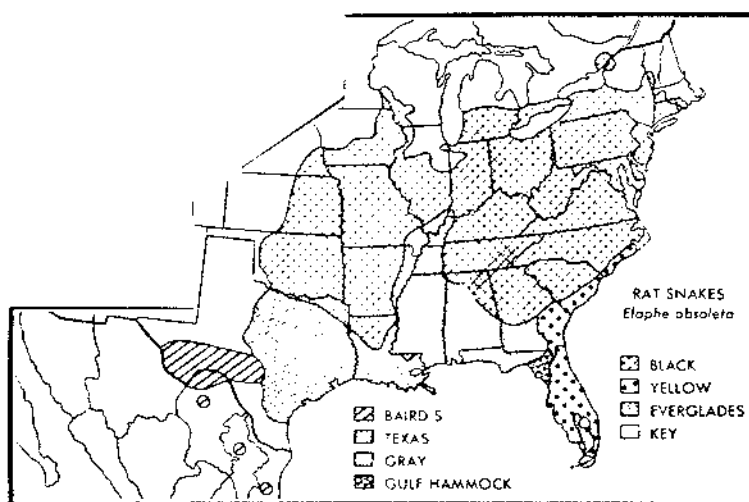 RAT SNAKES
Elaphe obsoleta
BLACK
YELLOW
EVERGLADES
KEY
BAIRD S
TEXAS
GRAY
GULF HAMMOCK